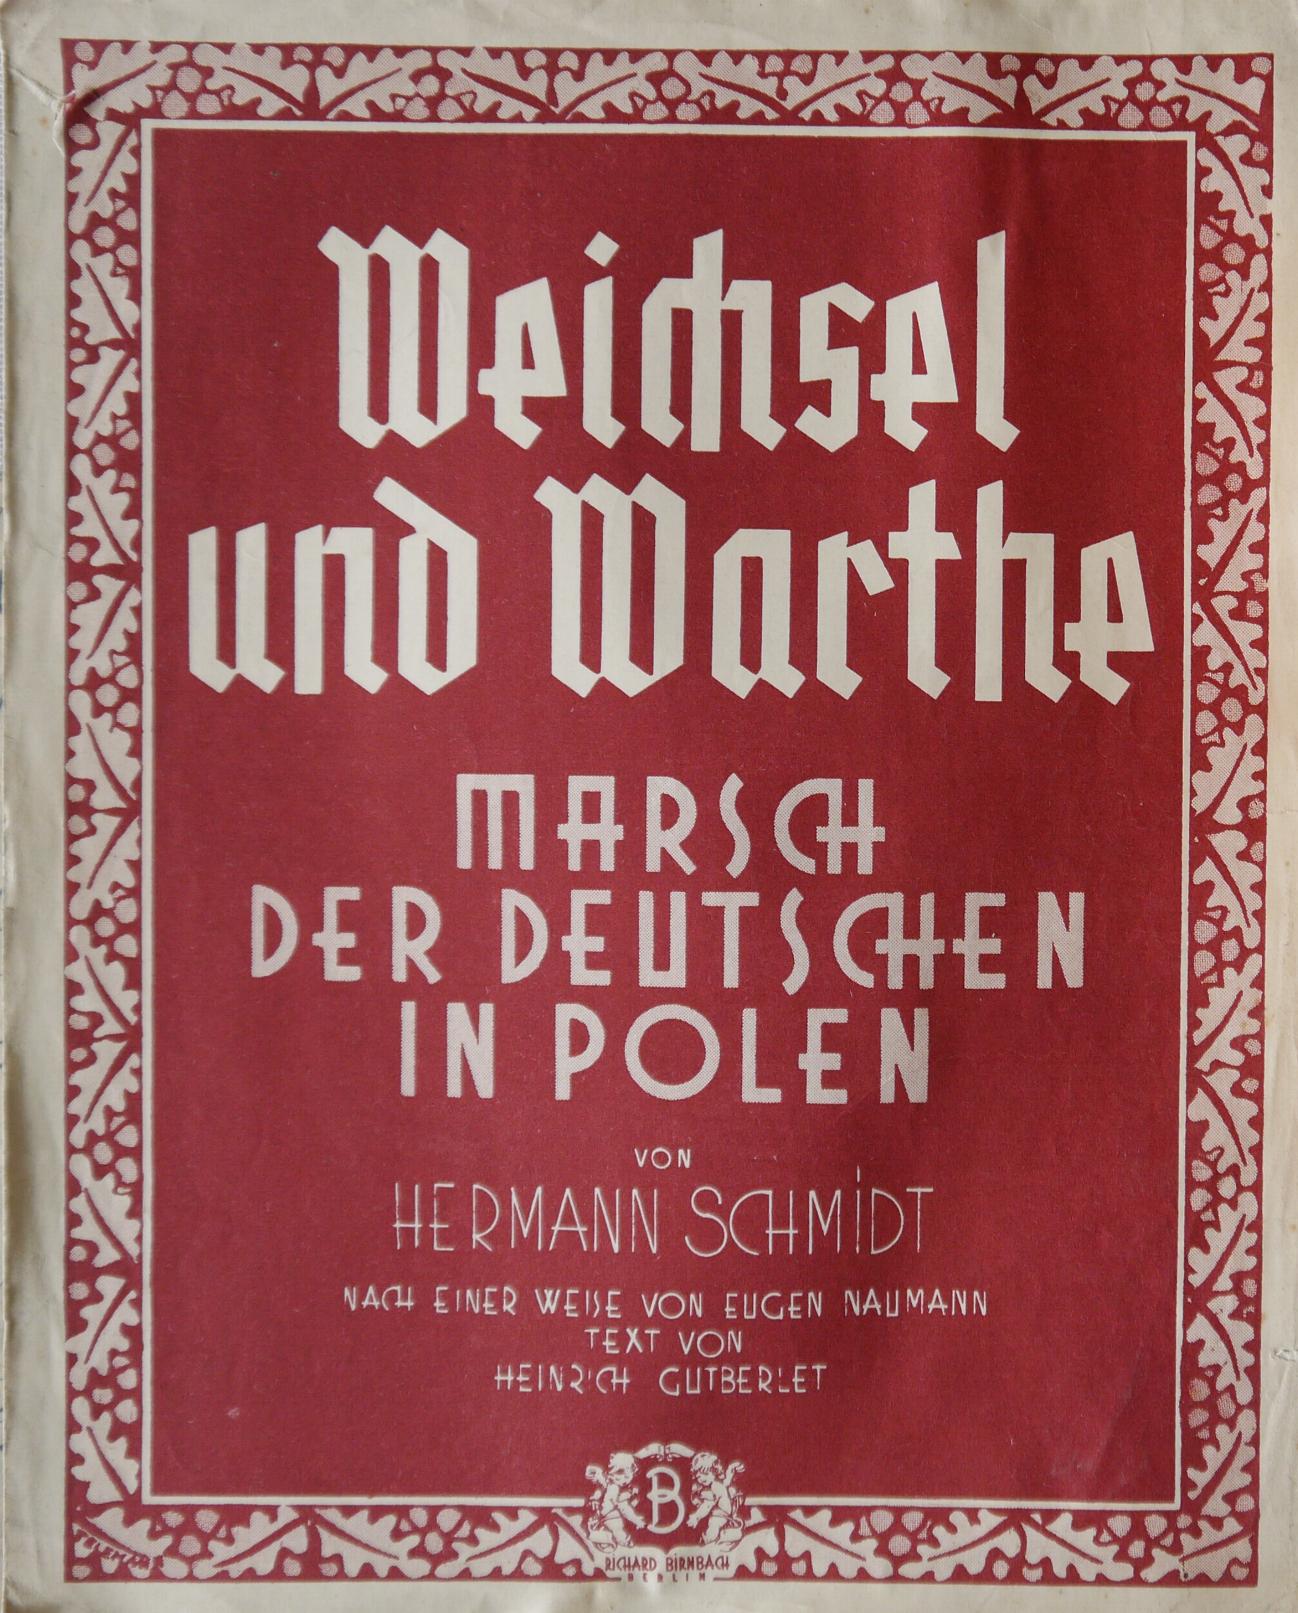 Weichsel
und Warthe
MARSCH
DER DEUTSCHEN
IN POLEN
VON
HERMANN SCHMIDT
NACH EINER WEISE VON EUGEN NAUMANN
TEXT VON
HEINRICH GUTBERLET
B
RICHARD BIRNBACH
BERLIN